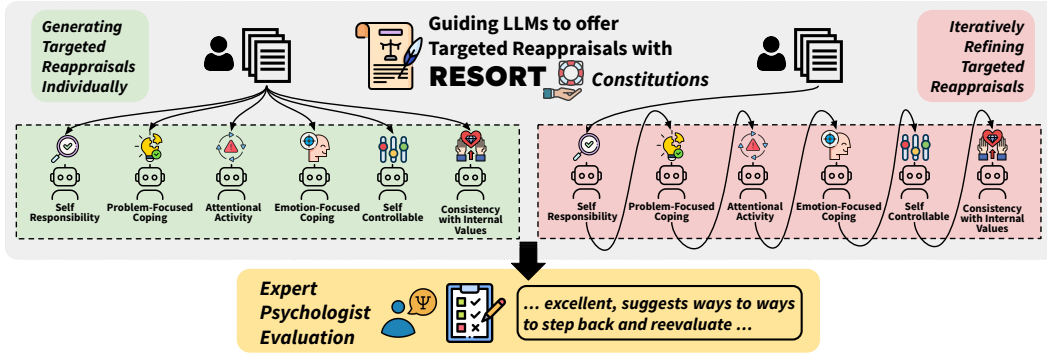 Generating
Targeted
Reappraisals
Individually
Guiding LLMs to offer
Targeted Reappraisals with
RESORT Constitutions
Iteratively
Refining
Targeted
Reappraisals
Self
Responsibility
Problem-Focused
Coping
Attentional
Activity
Emotion-Focused
Coping
Self
Controllable
Consistency
with Internal
Values
Self
Responsibility
Problem-Focused
Coping
Attentional
Activity
Emotion-Focused
Coping
Self
Controllable
Consistency
with Internal
Values
Expert
Psychologist
Evaluation
Ψ
... excellent, suggests ways to ways
to step back and reevaluate ...